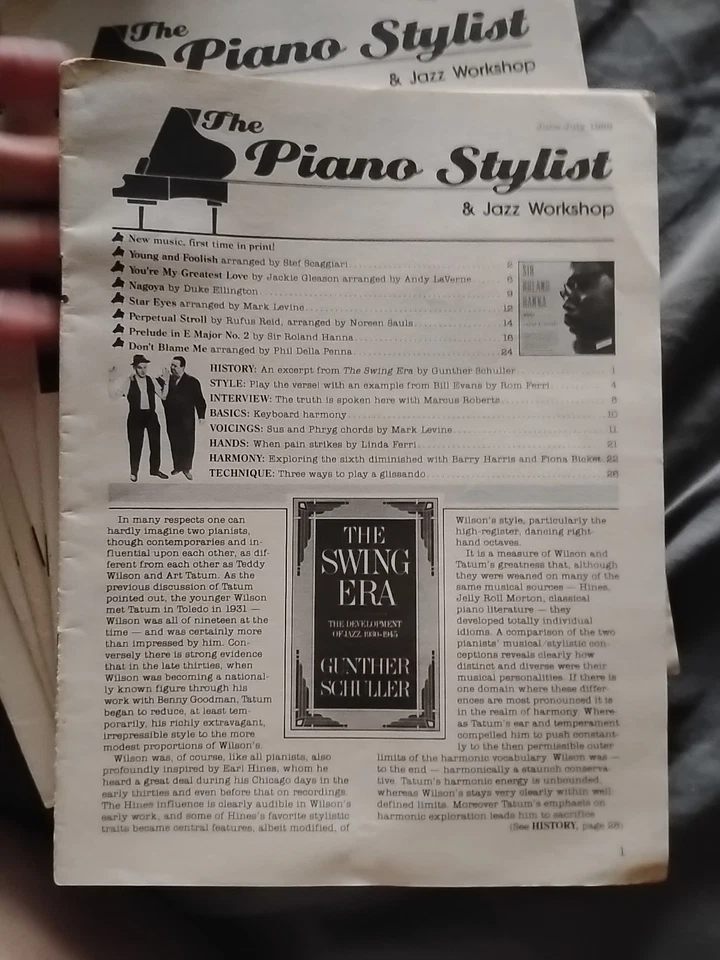 The
Piano Stylist
& Jazz Workshop
The
Piano Stylist
& Jazz Workshop
New music, first time in print!
Young and Foolish arranged by Stef Scaggiari 2
You're My Greatest Love by Jackie Gleason arranged by Andy LaVerne 6
Nagoya by Duke Ellington 9
Star Eyes arranged by Mark Levine 12
Perpetual Stroll by Rufus Reid, arranged by Noreen Sauls 14
Prelude in E Major No. 2 by Sir Roland Hanna 16
Don't Blame Me arranged by Phil Della Penna 24
SIR
ROLAND
HANNA
HISTORY: An excerpt from The Swing Era by Gunther Schuller 1
STYLE: Play the verse! with an example from Bill Evans by Rom Ferri 4
INTERVIEW: The truth is spoken here with Marcus Roberts 8
BASICS: Keyboard harmony 10
VOICINGS: Sus and Phryg chords by Mark Levine 11
HANDS: When pain strikes by Linda Ferri 21
HARMONY: Exploring the sixth diminished with Barry Harris and Fiona 22
TECHNIQUE: Three ways to play a glissando 26
In many respects one can
hardly imagine two pianists,
though contemporaries and in-
fluential upon each other, as dif-
ferent from each other as Teddy
Wilson and Art Tatum. As the
previous discussion of Tatum
pointed out, the younger Wilson
met Tatum in Toledo in 1931 —
Wilson was all of nineteen at the
time — and was certainly more
than impressed by him. Con-
versely there is strong evidence
that in the late thirties, when
Wilson was becoming a national-
ly known figure through his
work with Benny Goodman, Tatum
began to reduce, at least tem-
porarily, his richly extravagant,
irrepressible style to the more
modest proportions of Wilson's.
Wilson was, of course, like all pianists, also
profoundly inspired by Earl Hines, whom he
heard a great deal during his Chicago days in the
early thirties and even before that on recordings.
The Hines influence is clearly audible in Wilson's
early work, and some of Hines's favorite stylistic
traits became central features, albeit modified, of
THE
SWING
ERA
THE DEVELOPMENT
OF JAZZ 1930-1945
GUNTHER
SCHULLER
Wilson's style, particularly the
high-register, dancing right-
hand octaves.
It is a measure of Wilson and
Tatum's greatness that, although
they were weaned on many of the
same musical sources — Hines,
Jelly Roll Morton, classical
piano literature — they
developed totally individual
idioms. A comparison of the two
pianists' musical/stylistic con-
ceptions reveals clearly how
distinct and diverse were their
musical personalities. If there is
one domain where these differ-
ences are most pronounced it is
in the realm of harmony. Where-
as Tatum's ear and temperament
compelled him to push constant-
ly to the then permissible outer
limits of the harmonic vocabulary. Wilson was —
to the end — harmonically a staunch conserva-
tive. Tatum's harmonic energy is unbounded,
whereas Wilson's stays very clearly within well-
defined limits. Moreover Tatum's emphasis on
harmonic exploration leads him to sacrifice
(See HISTORY, page 28)
1